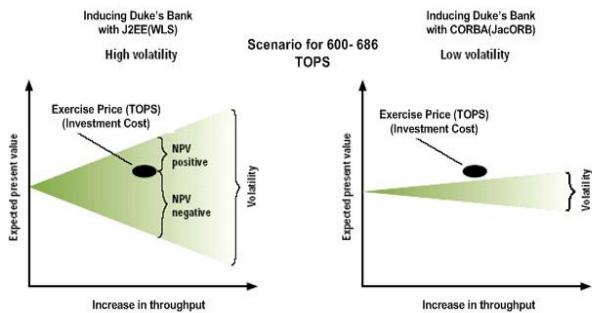 Inducing Duke's Bank
with J2EE(WLS)
High volatility
Scenario for 600- 686
TOPS
Inducing Duke's Bank
with CORBA(JacORB)
Low volatility
Exercise Price (TOPS)
(Investment Cost)
NPV
positive
NPV
negative
Volatility
Expected present value
Increase in throughput
Exercise Price (TOPS)
(Investment Cost)
Volatility
Expected present value
Increase in throughput